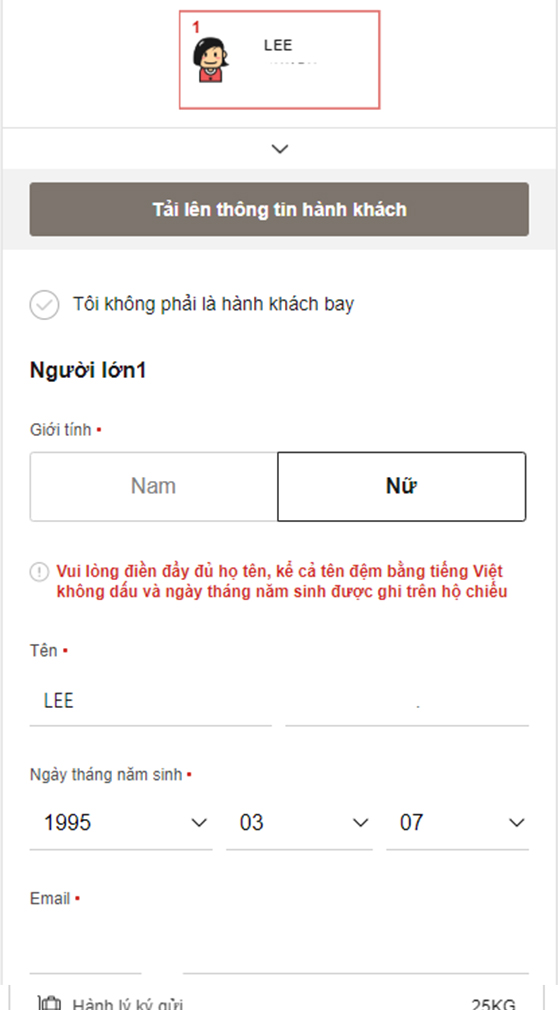 1
LEE
Tải lên thông tin hành khách
Tôi không phải là hành khách bay
Người lớn1
Giới tính •
Nam
Nữ
Vui lòng điền đầy đủ họ tên, kể cả tên đệm bằng tiếng Việt
không dấu và ngày tháng năm sinh được ghi trên hộ chiếu
Tên •
LEE
Ngày tháng năm sinh •
1995 03 07
Email •
Hành lý ký gửi 25KG